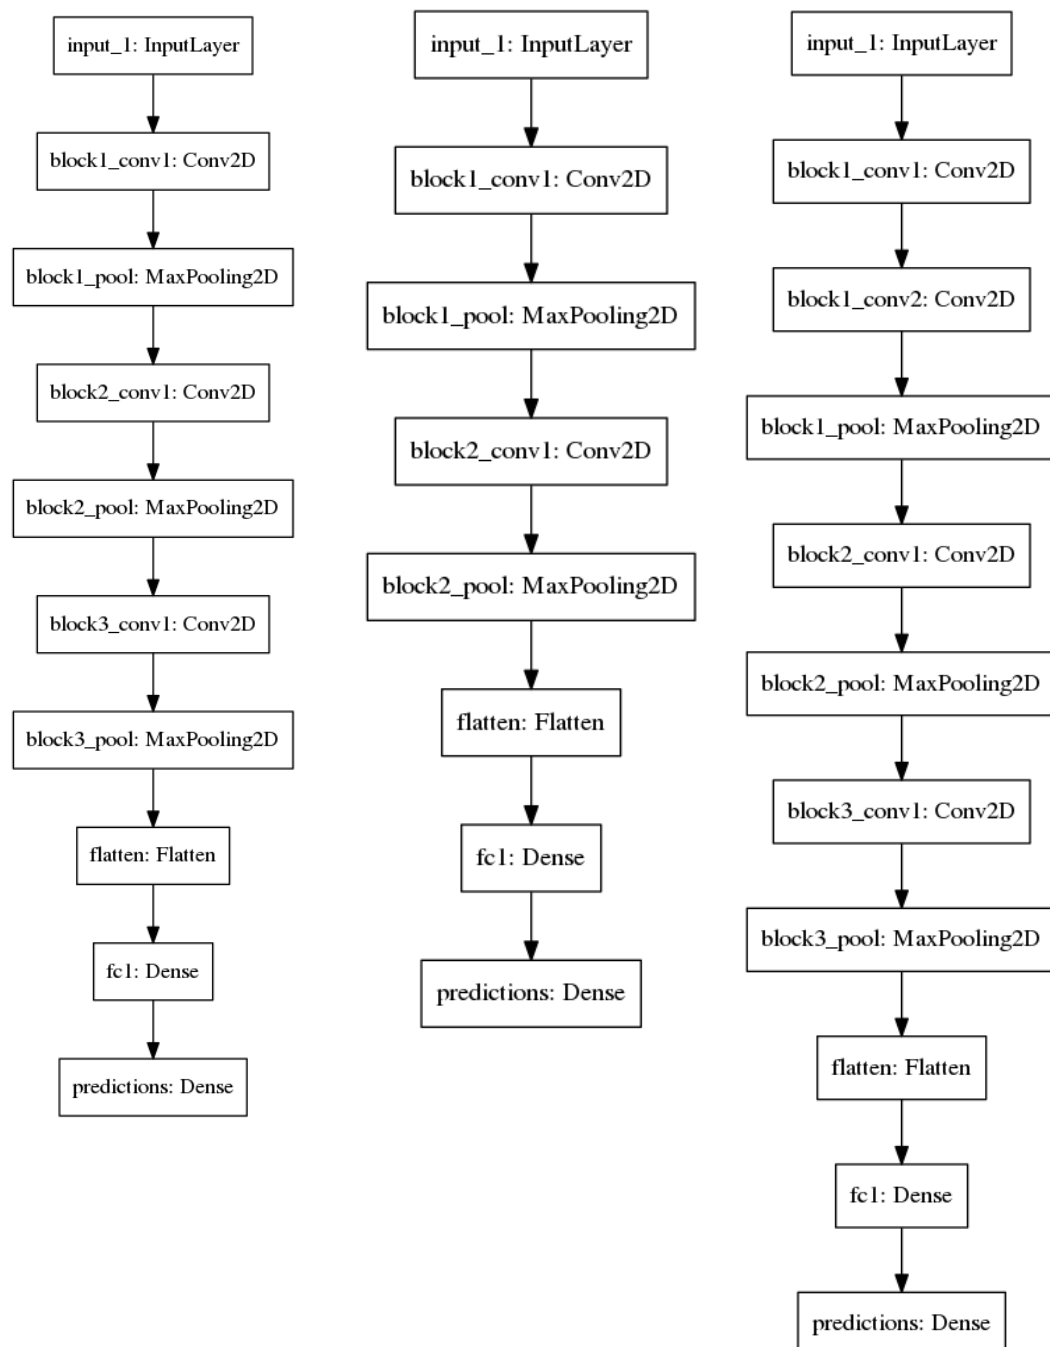 input_1: InputLayer
block1_conv1: Conv2D
block1_pool: MaxPooling2D
block2_conv1: Conv2D
block2_pool: MaxPooling2D
block3_conv1: Conv2D
block3_pool: MaxPooling2D
flatten: Flatten
fc1: Dense
predictions: Dense
input_1: InputLayer
block1_conv1: Conv2D
block1_pool: MaxPooling2D
block2_conv1: Conv2D
block2_pool: MaxPooling2D
flatten: Flatten
fc1: Dense
predictions: Dense
input_1: InputLayer
block1_conv1: Conv2D
block1_conv2: Conv2D
block1_pool: MaxPooling2D
block2_conv1: Conv2D
block2_pool: MaxPooling2D
block3_conv1: Conv2D
block3_pool: MaxPooling2D
flatten: Flatten
fc1: Dense
predictions: Dense